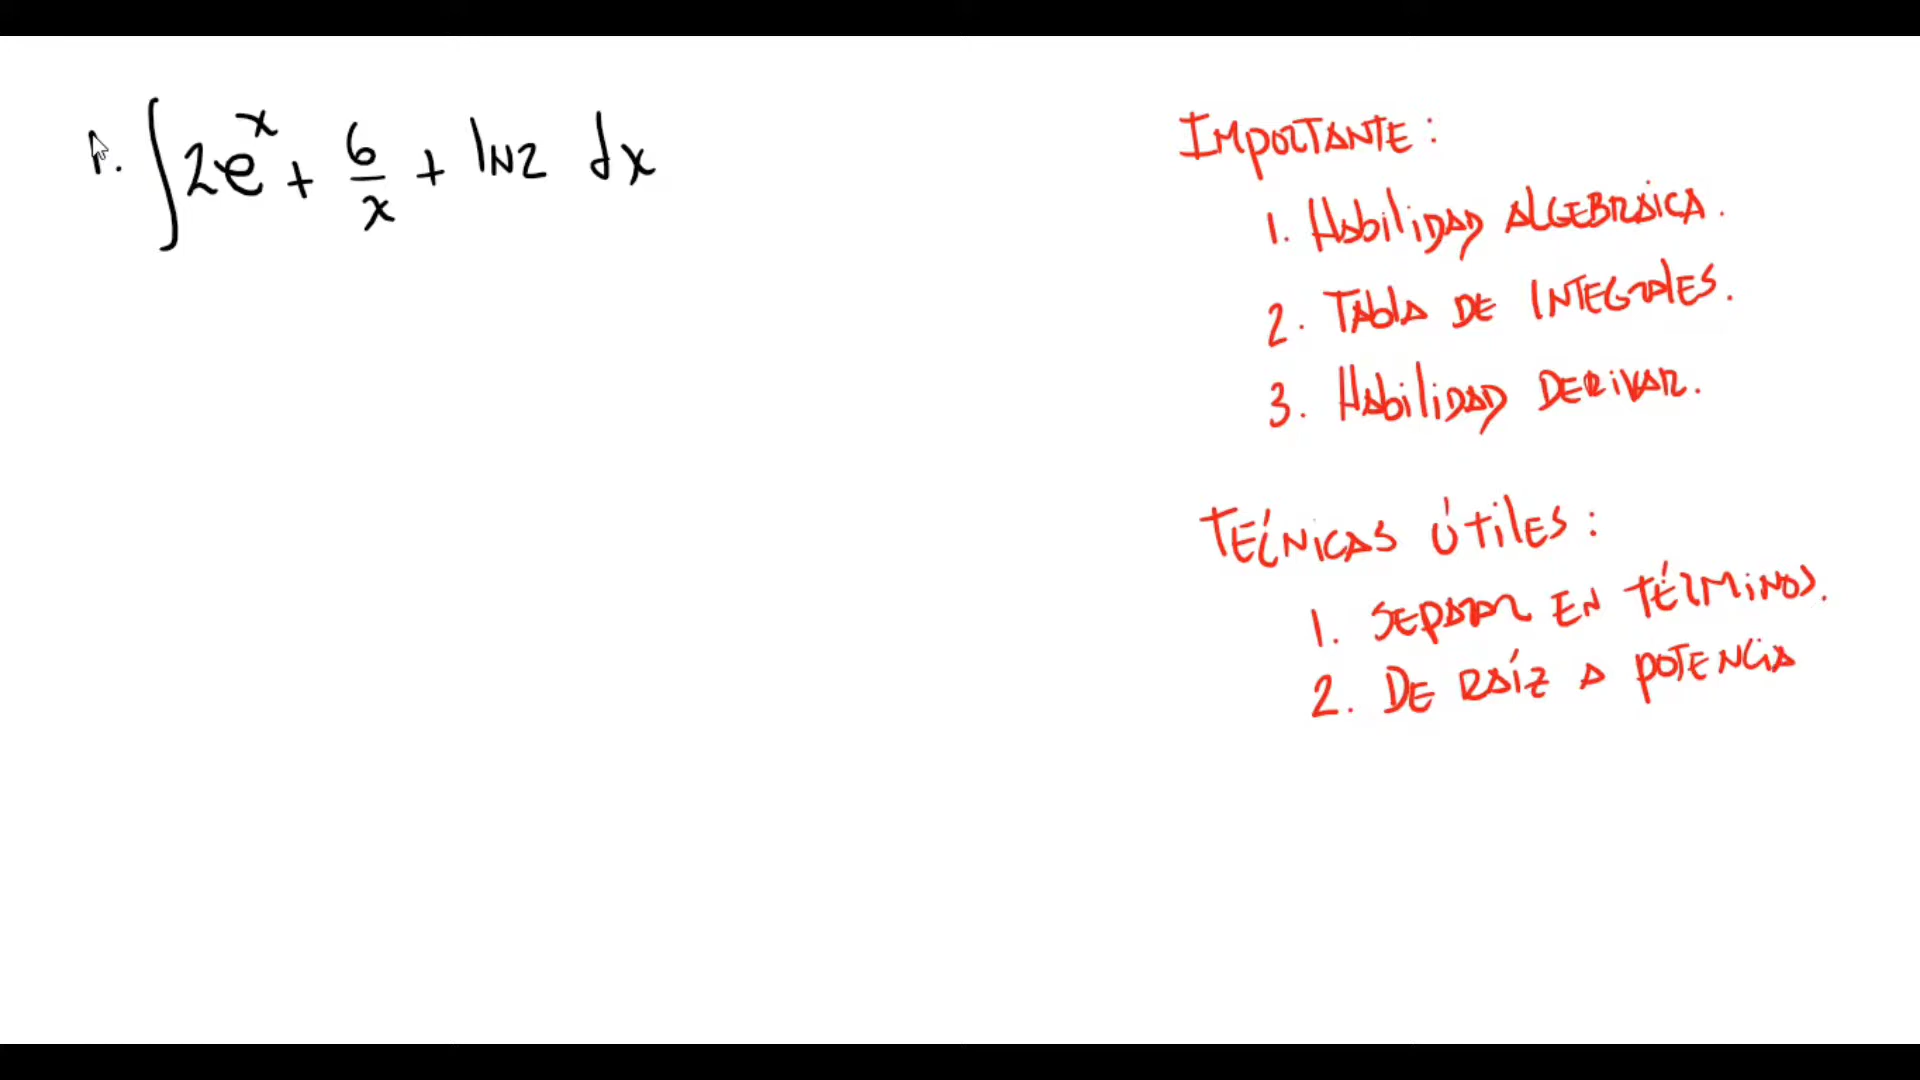 1. ∫ 2e^x + 6/x + ln2 dx
IMPORTANTE:
1. HAbiliDAD ALGEBRAiCA.
2. TAblA DE INTEGRAlES.
3. HAbiliDAD DERiVAR.
TÉCNiCAS ÚTilES:
1. SEPARAR EN TÉRMiNOS.
2. DE RAÍZ A POTENCiA